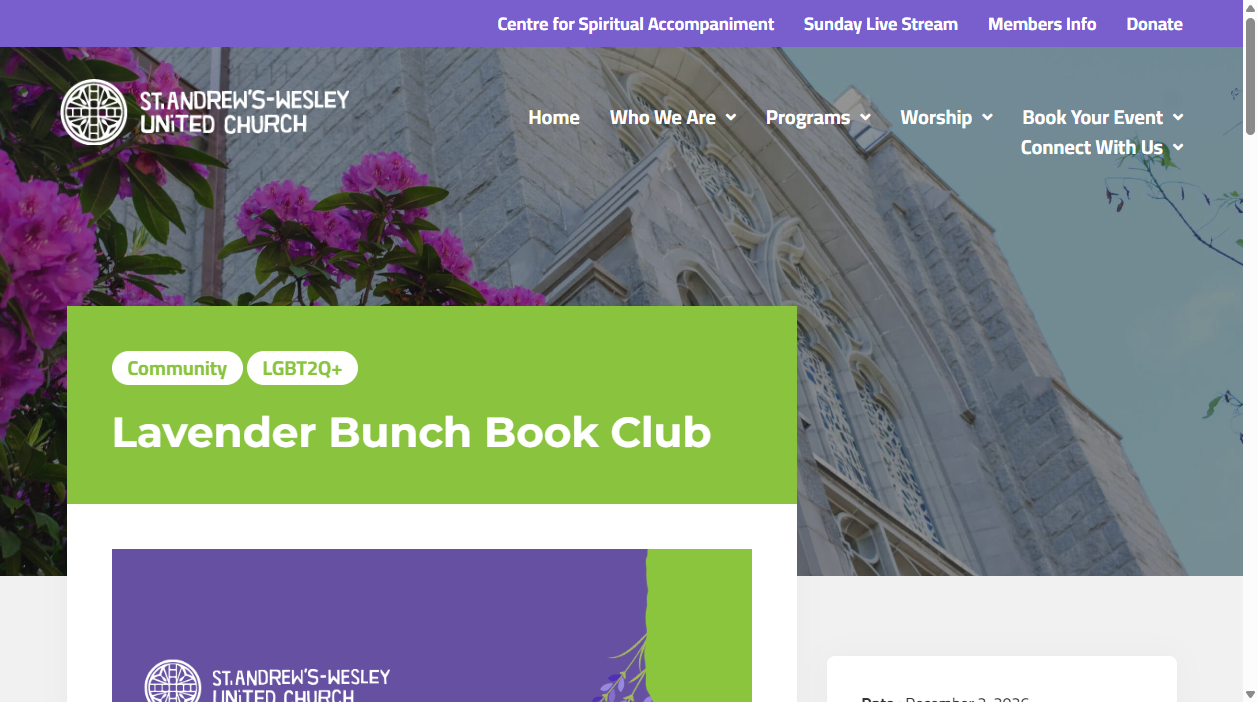 Centre for Spiritual Accompaniment Sunday Live Stream Members Info Donate
ST.ANDREW'S-WESLEY
UNITED CHURCH
Home Who We Are Programs Worship Book Your Event
Connect With Us
Community LGBT2Q+
Lavender Bunch Book Club
ST.ANDREW'S-WESLEY
UNITED CHURCH